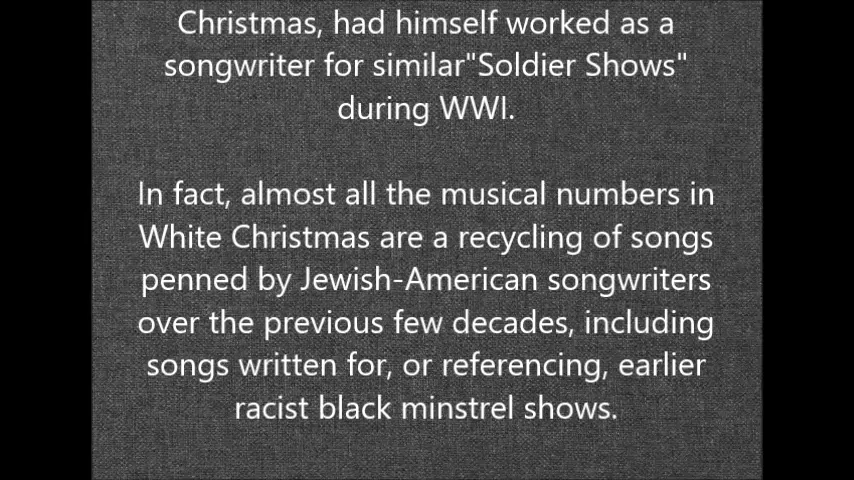 Christmas, had himself worked as a
songwriter for similar"Soldier Shows"
during WWI.
In fact, almost all the musical numbers in
White Christmas are a recycling of songs
penned by Jewish-American songwriters
over the previous few decades, including
songs written for, or referencing, earlier
racist black minstrel shows.